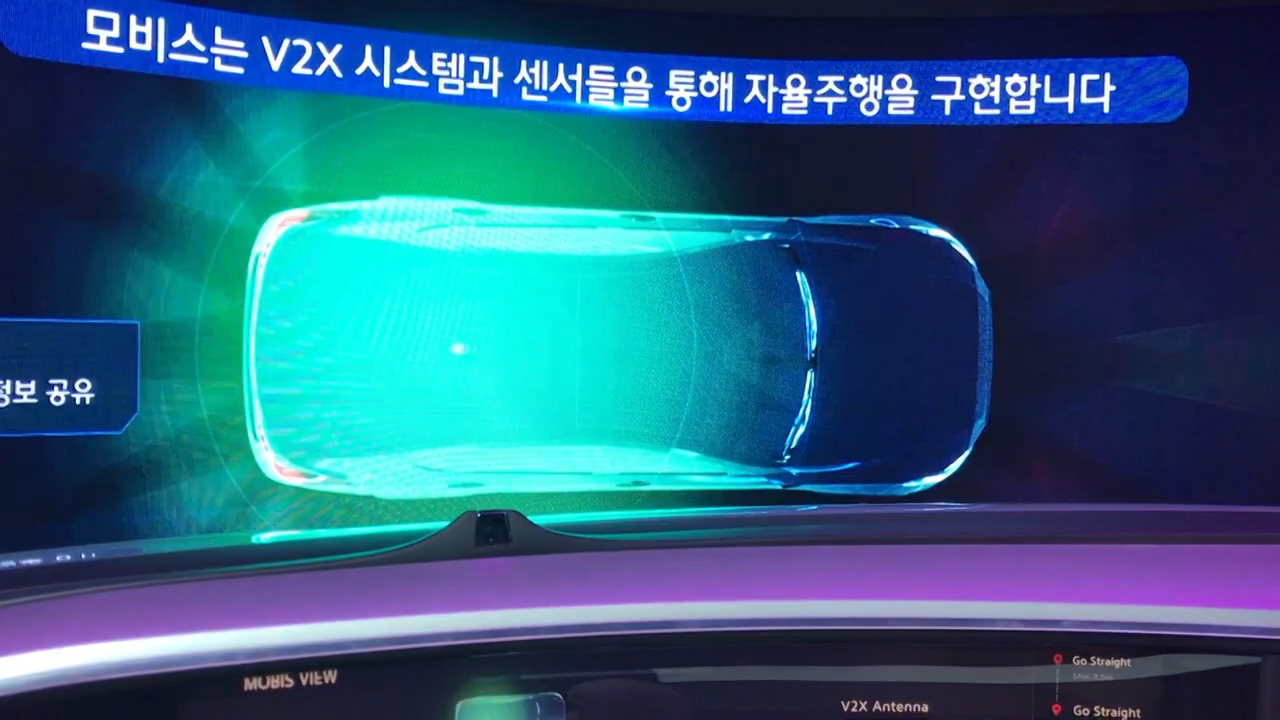 모비스는 V2X 시스템과 센서들을 통해 자율주행을 구현합니다
정보 공유
MOBIS VIEW
Go Straight
V2X Antenna
Go Straight